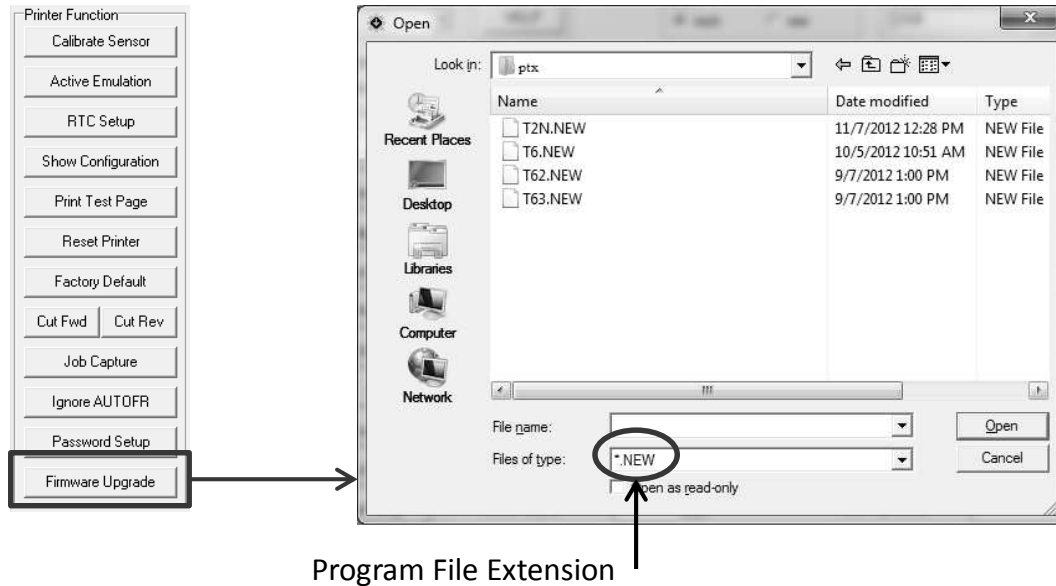 Printer Function
Calibrate Sensor
Active Emulation
RTC Setup
Show Configuration
Print Test Page
Reset Printer
Factory Default
Cut Fwd Cut Rev
Job Capture
Ignore AUTOFR
Password Setup
Firmware Upgrade
Open
Look in: ptx
Recent Places
Desktop
Libraries
Computer
Network
Name Date modified Type
T2N.NEW 11/7/2012 12:28 PM NEW File
T6.NEW 10/5/2012 10:51 AM NEW File
T62.NEW 9/7/2012 1:00 PM NEW File
T63.NEW 9/7/2012 1:00 PM NEW File
File name: Open
Files of type: *.NEW Cancel
Open as read-only
Program File Extension